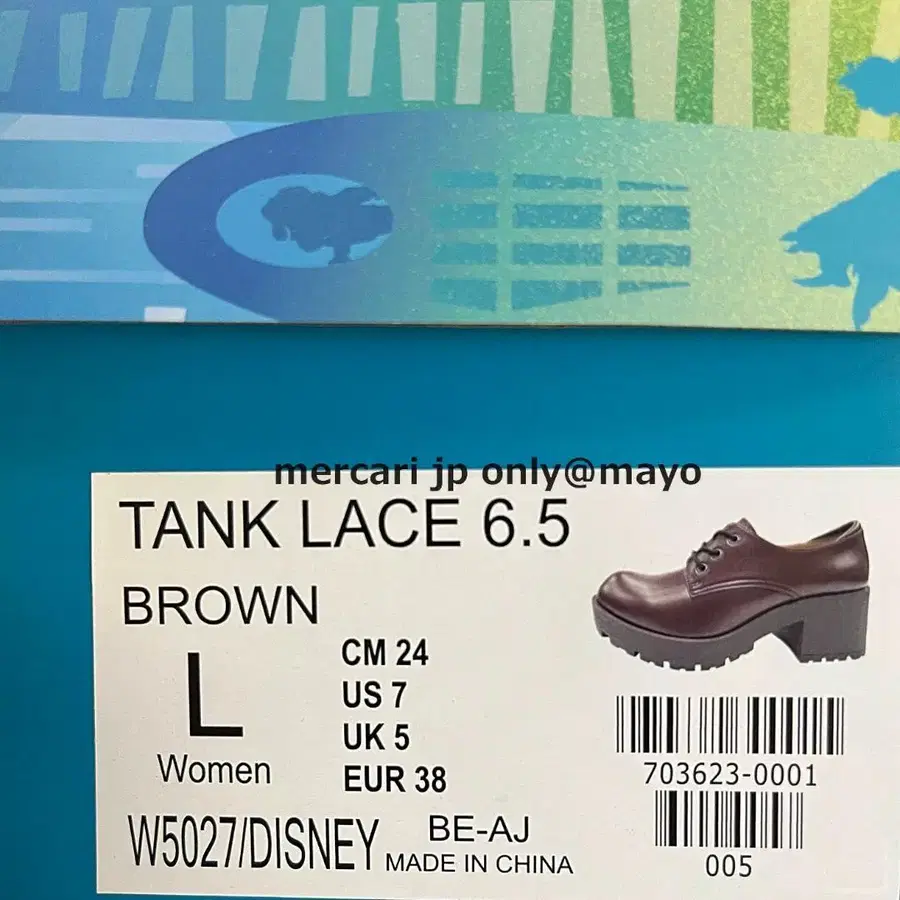 mercari jp only@mayo
TANK LACE 6.5
BROWN
L
Women
CM 24
US 7
UK 5
EUR 38
703623-0001
W5027/DISNEY
BE-AJ
MADE IN CHINA
005